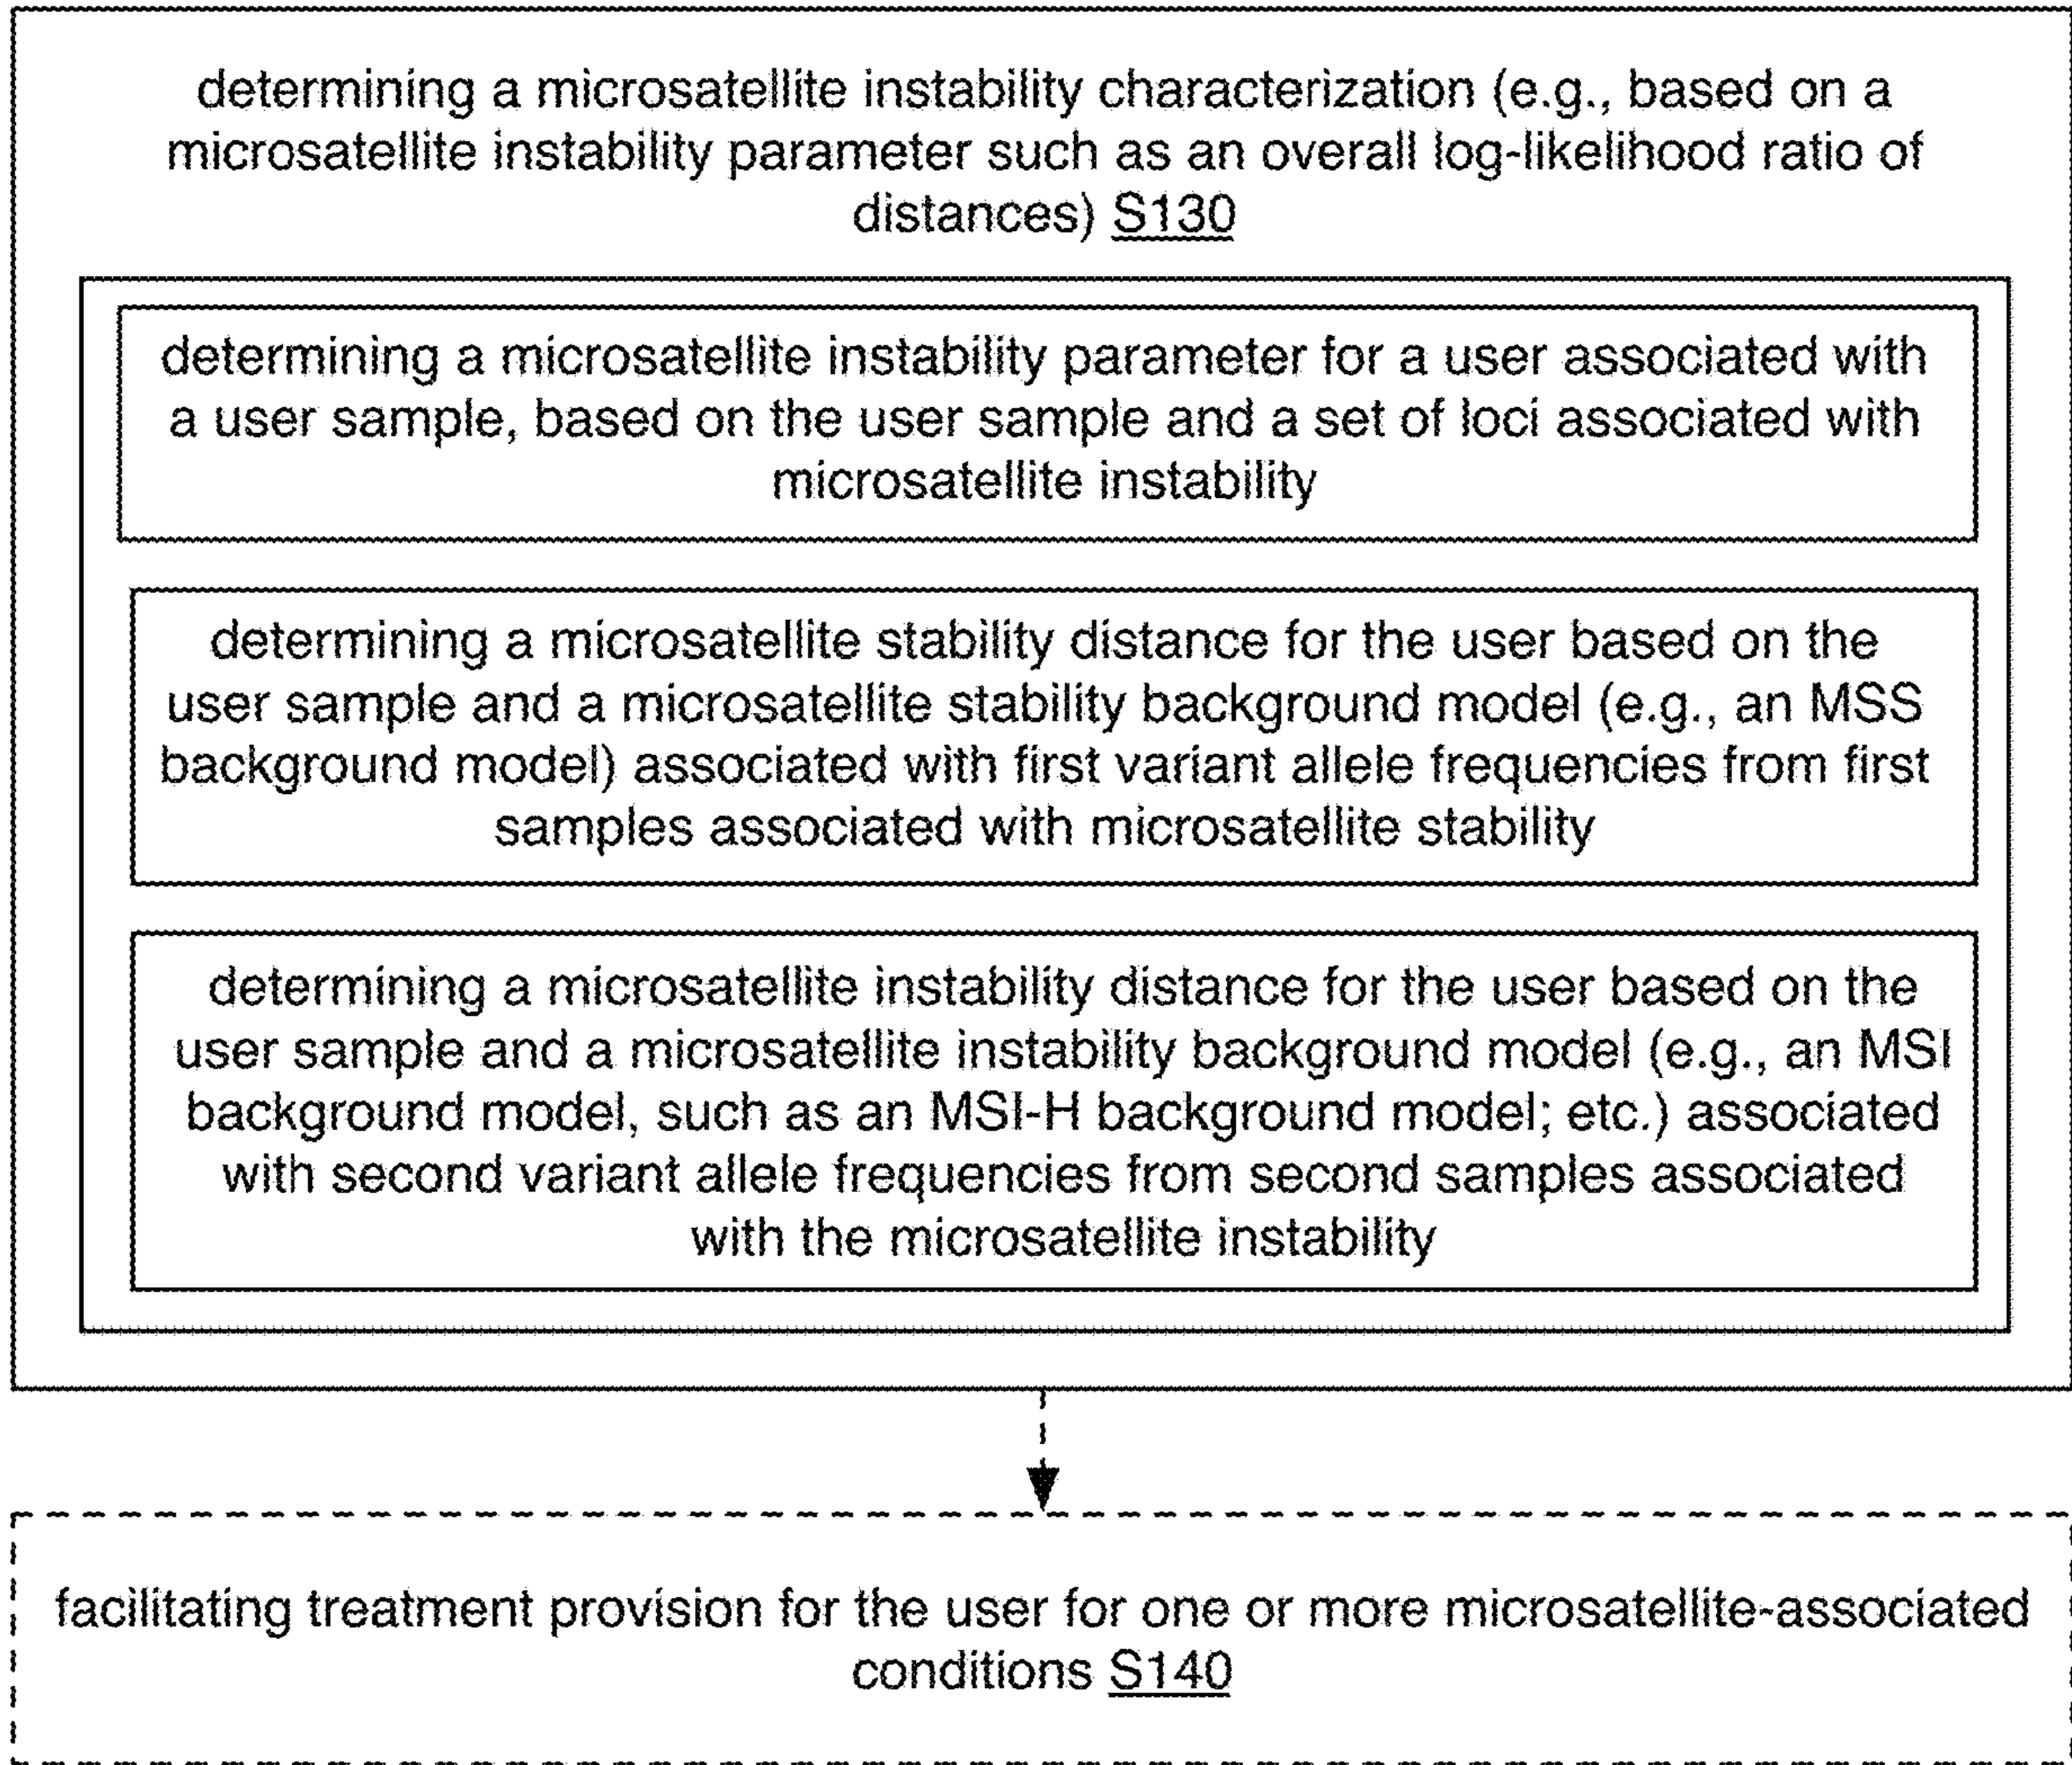 determining a microsatellite instability characterization (e.g., based on a
microsatellite instability parameter such as an overall log-likelihood ratio of
distances) S130
determining a microsatellite instability parameter for a user associated with
a user sample, based on the user sample and a set of loci associated with
microsatellite instability
determining a microsatellite stability distance for the user based on the
user sample and a microsatellite stability background model (e.g., an MSS
background model) associated with first variant allele frequencies from first
samples associated with microsatellite stability
determining a microsatellite instability distance for the user based on the
user sample and a microsatellite instability background model (e.g., an MSI
background model, such as an MSI-H background model; etc.) associated
with second variant allele frequencies from second samples associated
with the microsatellite instability
facilitating treatment provision for the user for one or more microsatellite-associated
conditions S140